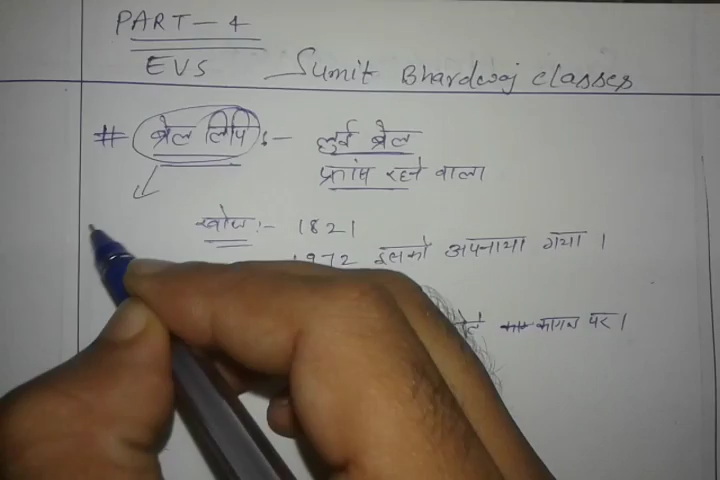 PART - 4
EVS Sumit Bhardwaj classes
# ब्रेल लिपि :- लुई ब्रेल
फ्रांस रहने वाला
खोज :- 1821
1972 इसको अपनाया गया ।
कागज पर ।